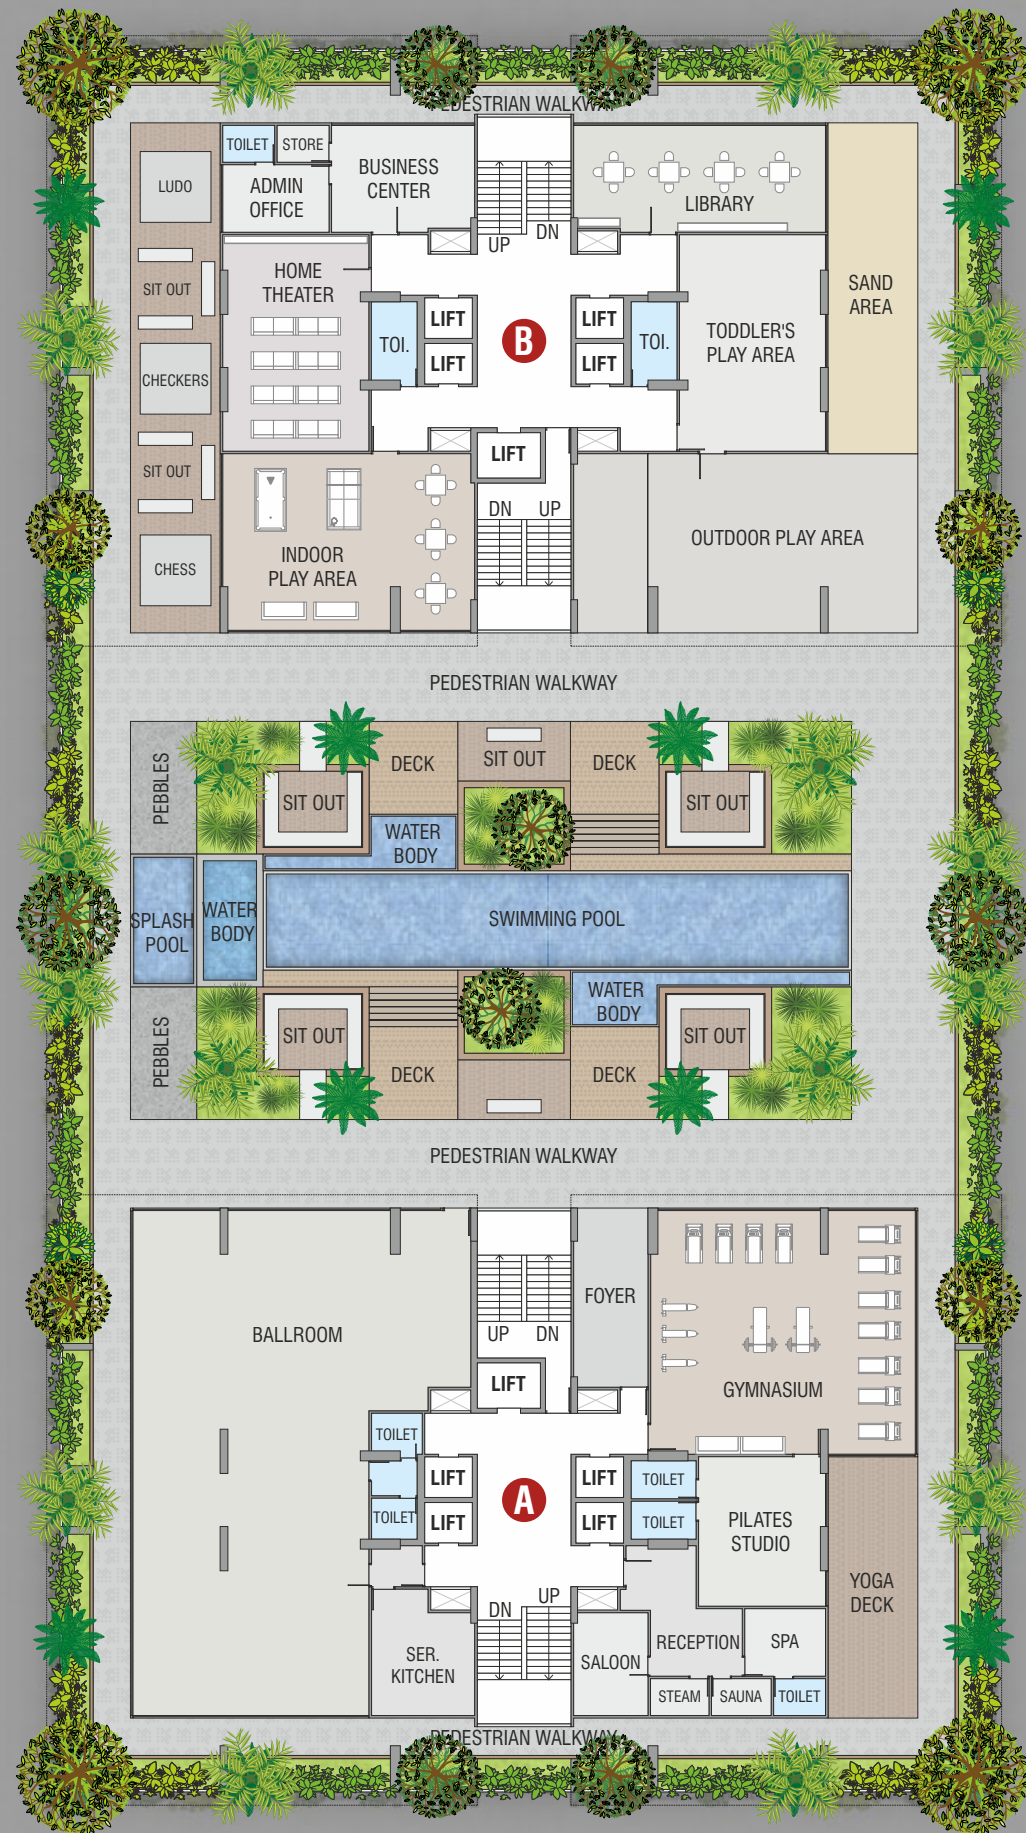 PEDESTRIAN WALKWAY
TOILET
STORE
BUSINESS
CENTER
LUDO
ADMIN
OFFICE
LIBRARY
UP
DN
HOME
THEATER
SAND
AREA
SIT OUT
LIFT
LIFT
TOI.
B
TOI.
TODDLER'S
PLAY AREA
LIFT
LIFT
CHECKERS
LIFT
SIT OUT
DN
UP
OUTDOOR PLAY AREA
INDOOR
PLAY AREA
CHESS
PEDESTRIAN WALKWAY
PEBBLES
DECK
SIT OUT
DECK
SIT OUT
SIT OUT
WATER
BODY
SPLASH
POOL
WATER
BODY
SWIMMING POOL
WATER
BODY
PEBBLES
SIT OUT
SIT OUT
DECK
DECK
PEDESTRIAN WALKWAY
FOYER
BALLROOM
UP
DN
LIFT
GYMNASIUM
TOILET
LIFT
LIFT
TOILET
A
TOILET
LIFT
LIFT
TOILET
PILATES
STUDIO
YOGA
DECK
DN
UP
SER.
KITCHEN
SALOON
RECEPTION
SPA
STEAM
SAUNA
TOILET
PEDESTRIAN WALKWAY